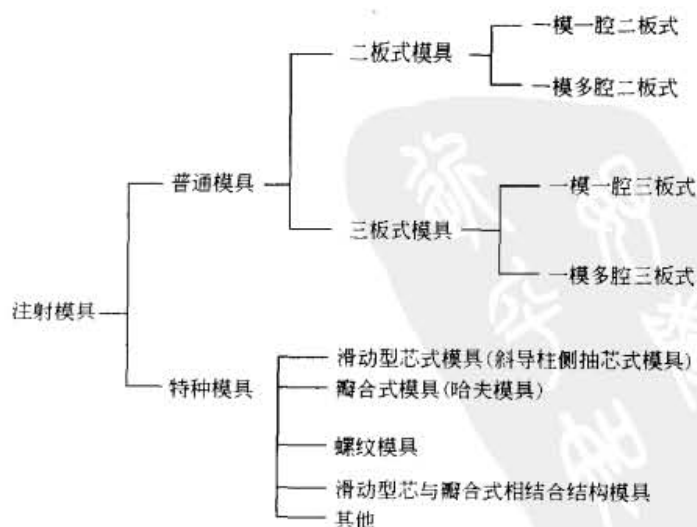 一模一腔二板式
二板式模具
一模多腔二板式
普通模具
一模一腔三板式
三板式模具
一模多腔三板式
注射模具
滑动型芯式模具(斜导柱侧抽芯式模具)
特种模具
瓣合式模具(哈夫模具)
螺纹模具
滑动型芯与瓣合式相结合结构模具
其他